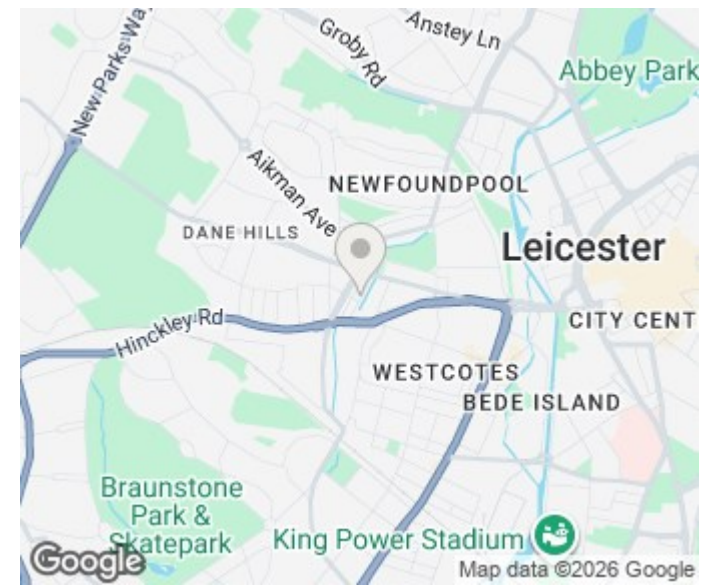 Anstey Ln
Groby Rd
New Parks Wa
Abbey Park
Aikman Ave
NEWFOUNDPOOL
DANE HILLS
Leicester
CITY CENT
Hinckley Rd
WESTCOTES
BEDE ISLAND
Braunstone
Park &
Skatepark
King Power Stadium
Google
Map data ©2026 Google